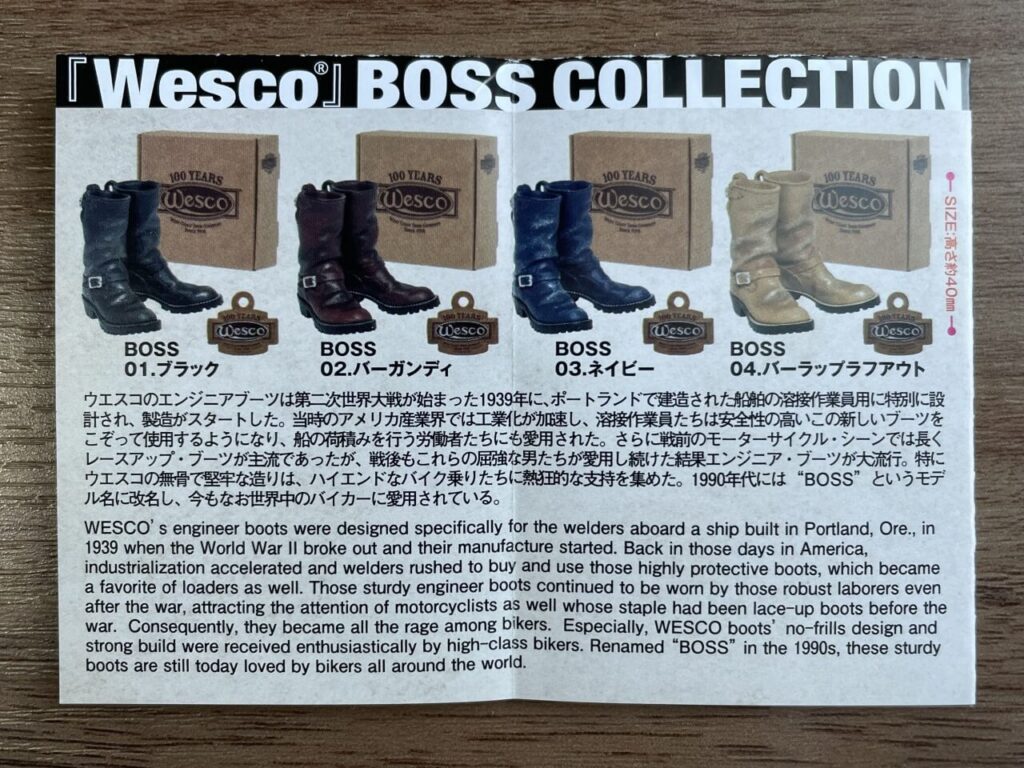 『Wesco®』BOSS COLLECTION
100 YEARS
Wesco
100 YEARS
Wesco
100 YEARS
Wesco
100 YEARS
Wesco
SIZE:高さ約40mm
100 YEARS
Wesco
100 YEARS
Wesco
100 YEARS
Wesco
100 YEARS
Wesco
BOSS
01.ブラック
BOSS
02.バーガンディ
BOSS
03.ネイビー
BOSS
04.バーラップラフアウト
ウエスコのエンジニアブーツは第二次世界大戦が始まった1939年に、ポートランドで建造された船舶の溶接作業員用に特別に設
計され、製造がスタートした。当時のアメリカ産業界では工業化が加速し、溶接作業員たちは安全性の高いこの新しいブーツを
こぞって使用するようになり、船の荷積みを行う労働者たちにも愛用された。さらに戦前のモーターサイクル・シーンでは長く
レースアップ・ブーツが主流であったが、戦後もこれらの屈強な男たちが愛用し続けた結果エンジニア・ブーツが大流行。特に
ウエスコの無骨で堅牢な造りは、ハイエンドなバイク乗りたちに熱狂的な支持を集めた。1990年代には“BOSS”というモデ
ル名に改名し、今もなお世界中のバイカーに愛用されている。
WESCO's engineer boots were designed specifically for the welders aboard a ship built in Portland, Ore., in
1939 when the World War II broke out and their manufacture started. Back in those days in America,
industrialization accelerated and welders rushed to buy and use those highly protective boots, which became
a favorite of loaders as well. Those sturdy engineer boots continued to be worn by those robust laborers even
after the war, attracting the attention of motorcyclists as well whose staple had been lace-up boots before the
war. Consequently, they became all the rage among bikers. Especially, WESCO boots' no-frills design and
strong build were received enthusiastically by high-class bikers. Renamed “BOSS” in the 1990s, these sturdy
boots are still today loved by bikers all around the world.